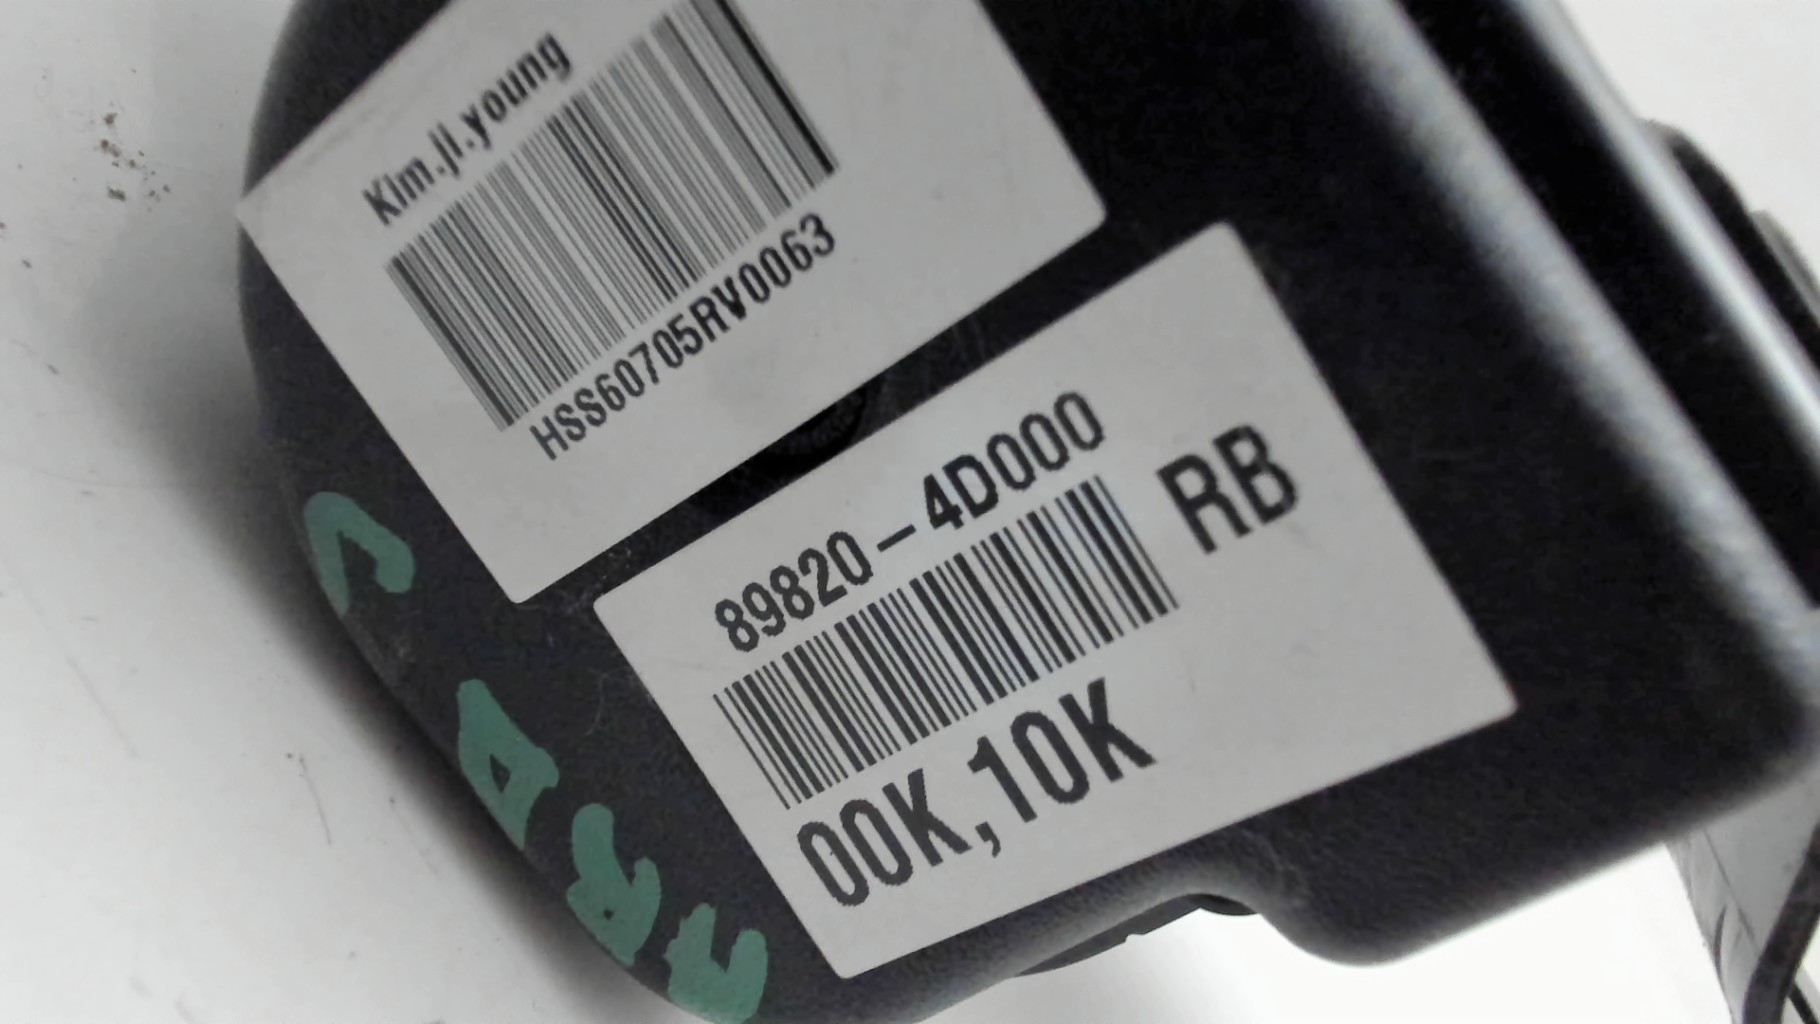 Kim.ji.young
HSS60705RV0063
89820-4D000
RB
00K,10K